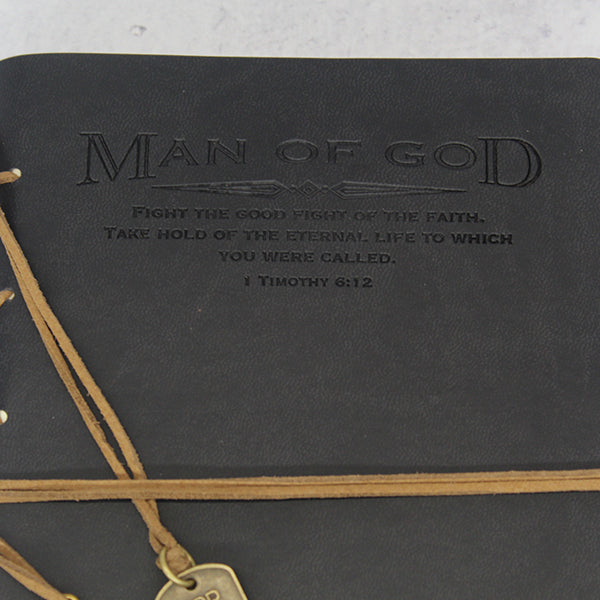 MAN OF GOD
FIGHT THE GOOD FIGHT OF THE FAITH.
TAKE HOLD OF THE ETERNAL LIFE TO WHICH
YOU WERE CALLED.
1 TIMOTHY 6:12